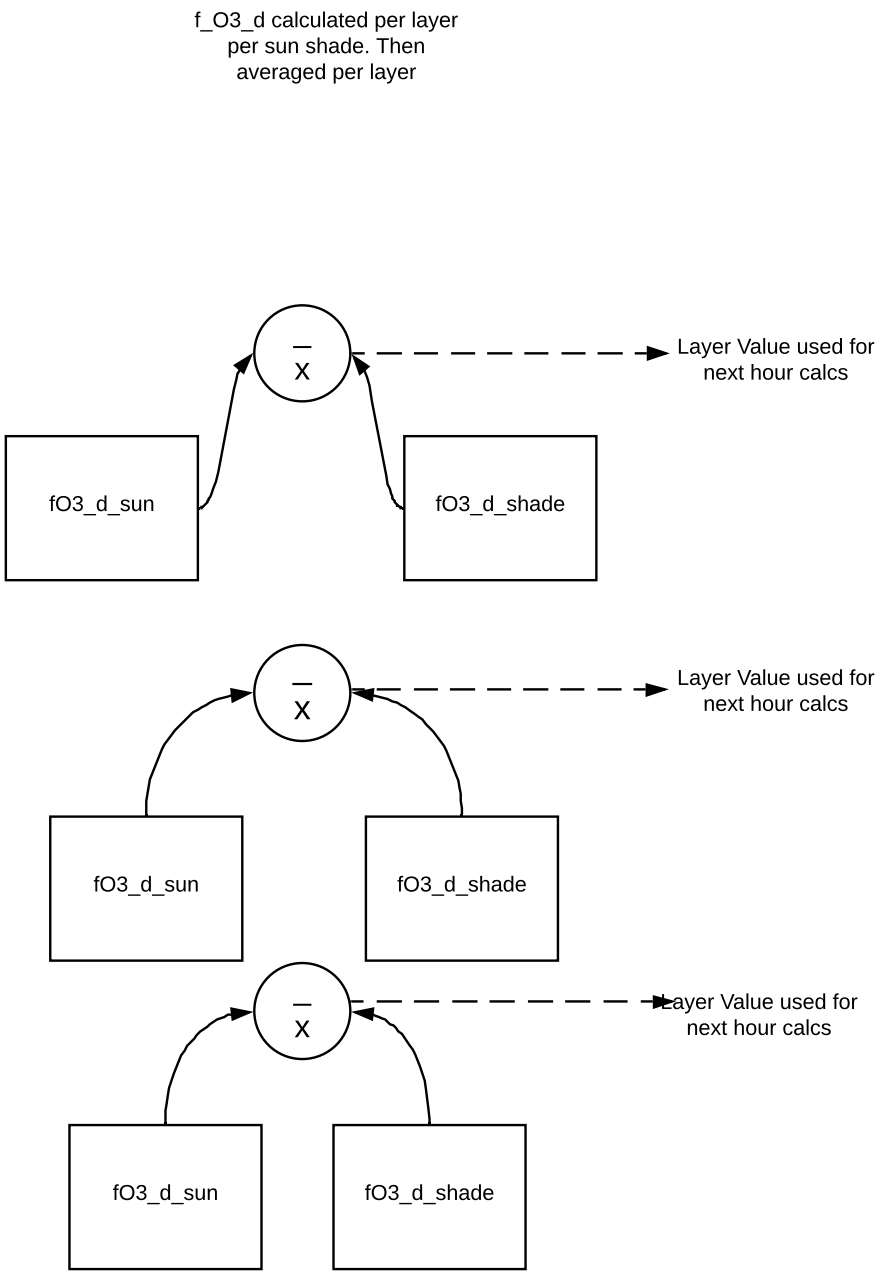 f_O3_d calculated per layer
per sun shade. Then
averaged per layer
_
x
Layer Value used for
next hour calcs
fO3_d_sun
fO3_d_shade
_
x
Layer Value used for
next hour calcs
fO3_d_sun
fO3_d_shade
_
x
Layer Value used for
next hour calcs
fO3_d_sun
fO3_d_shade